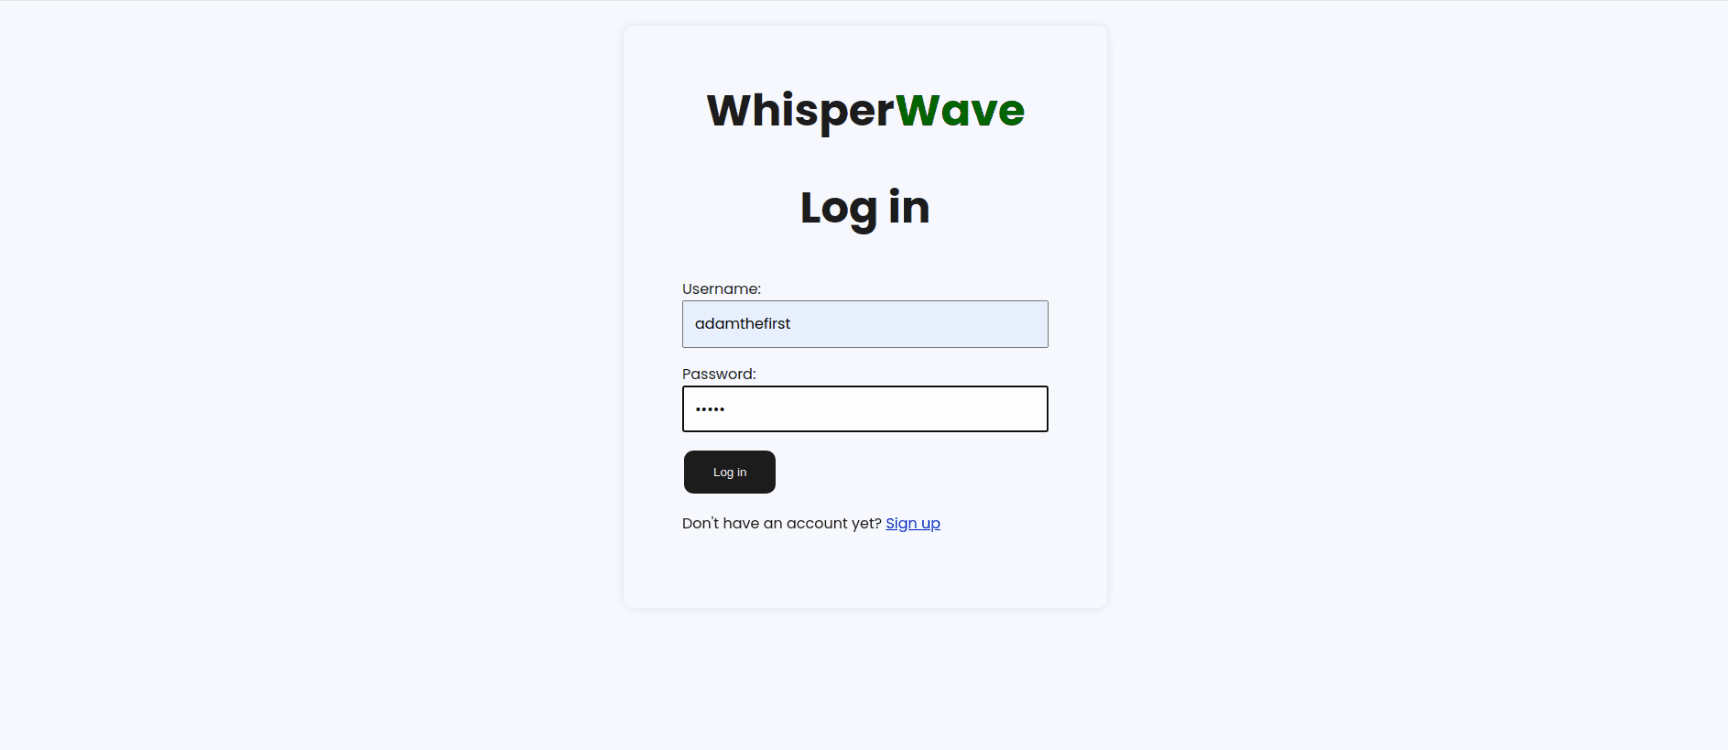 WhisperWave
Log in
Username:
adamthefirst
Password:
•••••
Log in
Don't have an account yet? Sign up